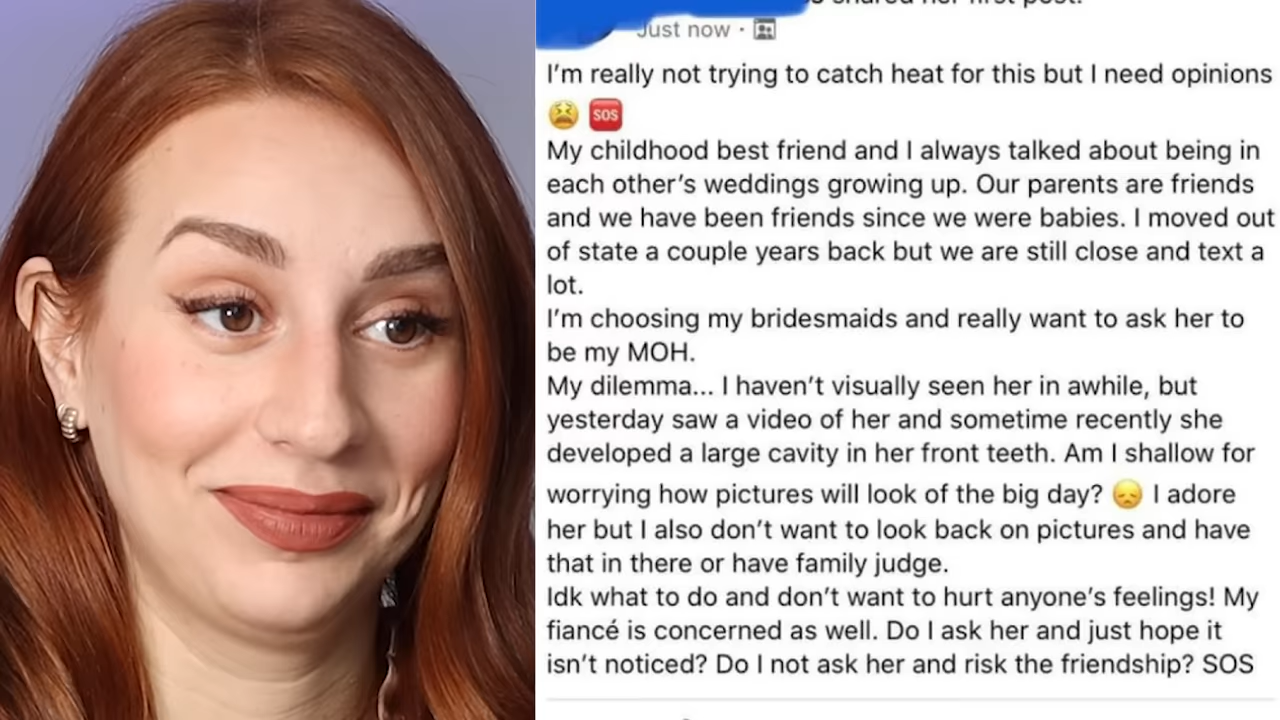 shared her first post.
Just now ·
I'm really not trying to catch heat for this but I need opinions
😫 🆘
My childhood best friend and I always talked about being in
each other's weddings growing up. Our parents are friends
and we have been friends since we were babies. I moved out
of state a couple years back but we are still close and text a
lot.
I'm choosing my bridesmaids and really want to ask her to
be my MOH.
My dilemma... I haven't visually seen her in awhile, but
yesterday saw a video of her and sometime recently she
developed a large cavity in her front teeth. Am I shallow for
worrying how pictures will look of the big day? 😞 I adore
her but I also don't want to look back on pictures and have
that in there or have family judge.
Idk what to do and don't want to hurt anyone's feelings! My
fiancé is concerned as well. Do I ask her and just hope it
isn't noticed? Do I not ask her and risk the friendship? SOS